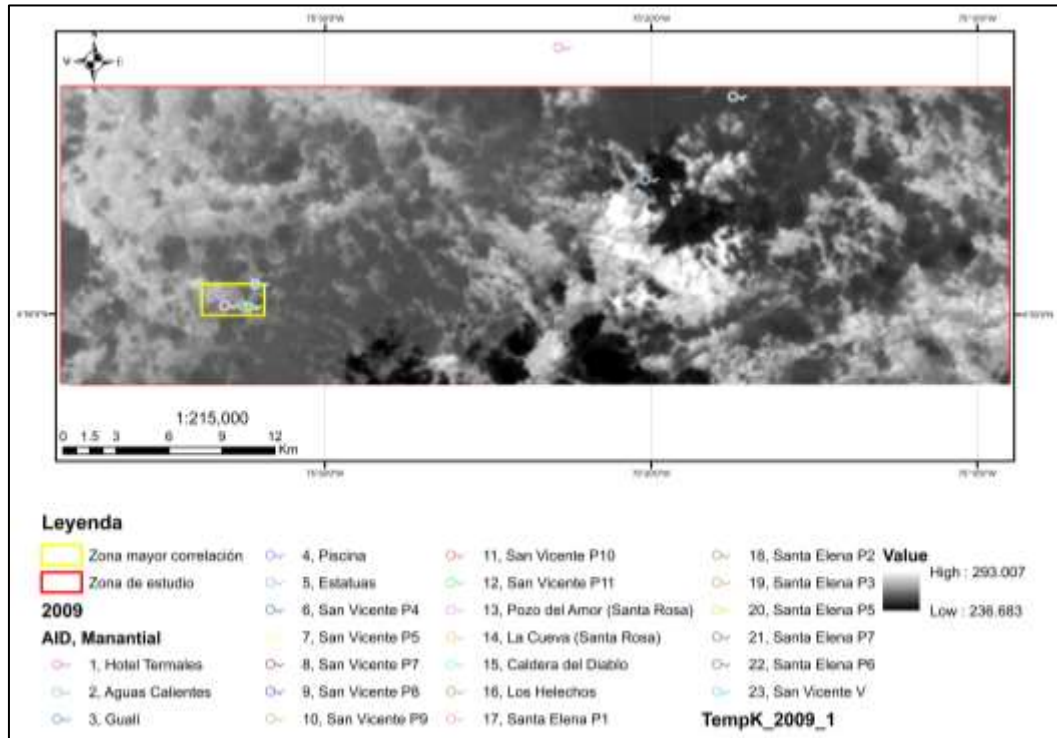 N
E
1:215,000
0 1.5 3 6 9 12
Km
Leyenda
Zona mayor correlación
Zona de estudio
2009
AID, Manantial
1, Hotel Termales
2, Aguas Calientes
3, Gualí
4, Piscina
5, Estatuas
6, San Vicente P4
7, San Vicente P5
8, San Vicente P7
9, San Vicente P8
10, San Vicente P9
11, San Vicente P10
12, San Vicente P11
13, Pozo del Amor (Santa Rosa)
14, La Cueva (Santa Rosa)
15, Caldera del Diablo
16, Los Helechos
17, Santa Elena P1
18, Santa Elena P2
19, Santa Elena P3
20, Santa Elena P5
21, Santa Elena P7
22, Santa Elena P6
23, San Vicente V
TempK_2009_1
Value
High : 293.007
Low : 236.683